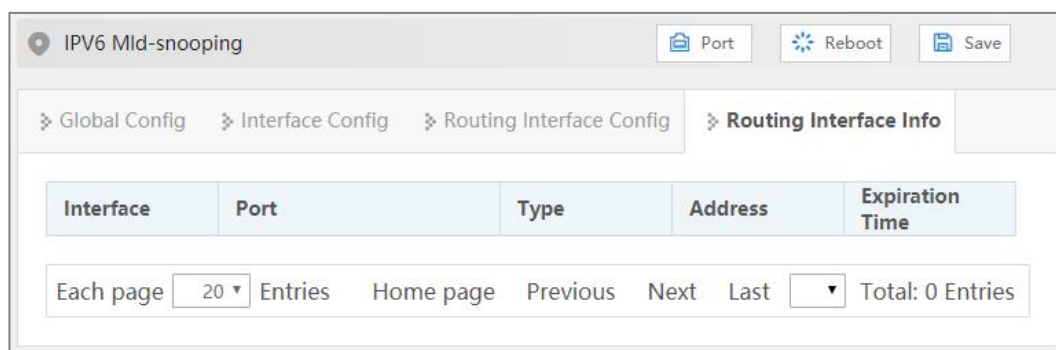 IPV6 Mld-snooping Port Reboot Save
Global Config Interface Config Routing Interface Config Routing Interface Info
Interface Port Type Address Expiration Time
Each page 20 Entries Home page Previous Next Last Total: 0 Entries